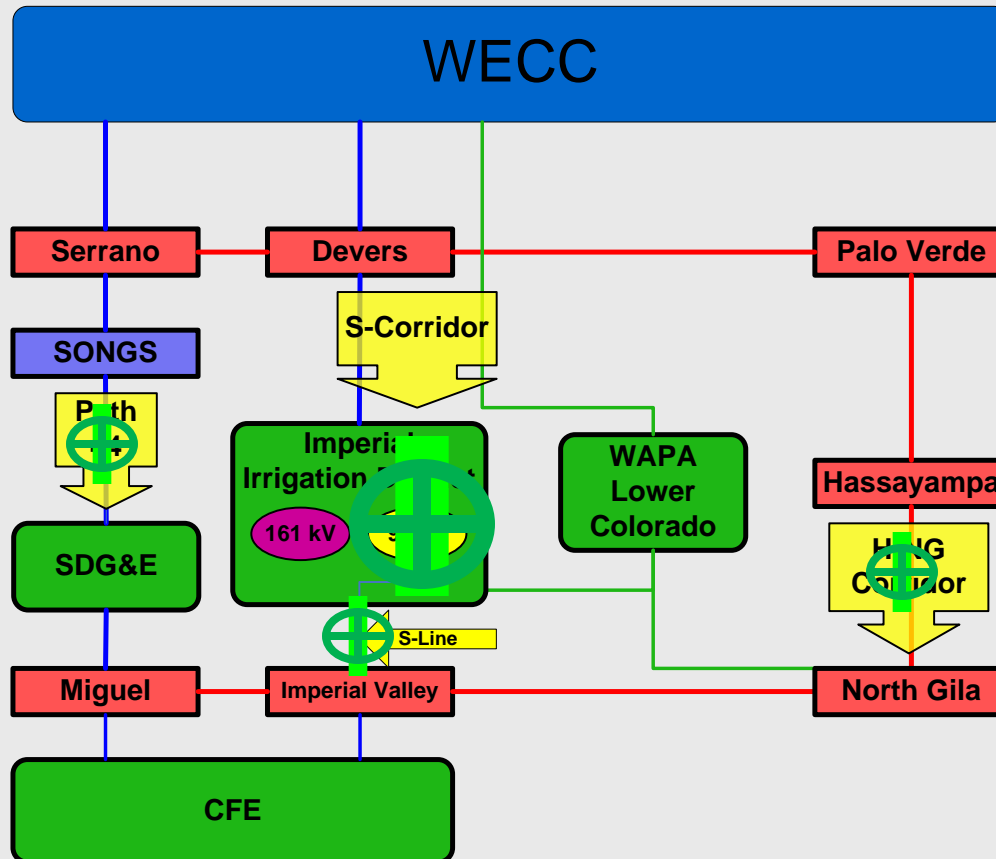 WECC
Serrano
Devers
Palo Verde
S-Corridor
SONGS
Imperial
Irrigation
161 kV
WAPA
Lower
Colorado
Hassayampa
Corridor
SDG&E
S-Line
Miguel
Imperial Valley
North Gila
CFE